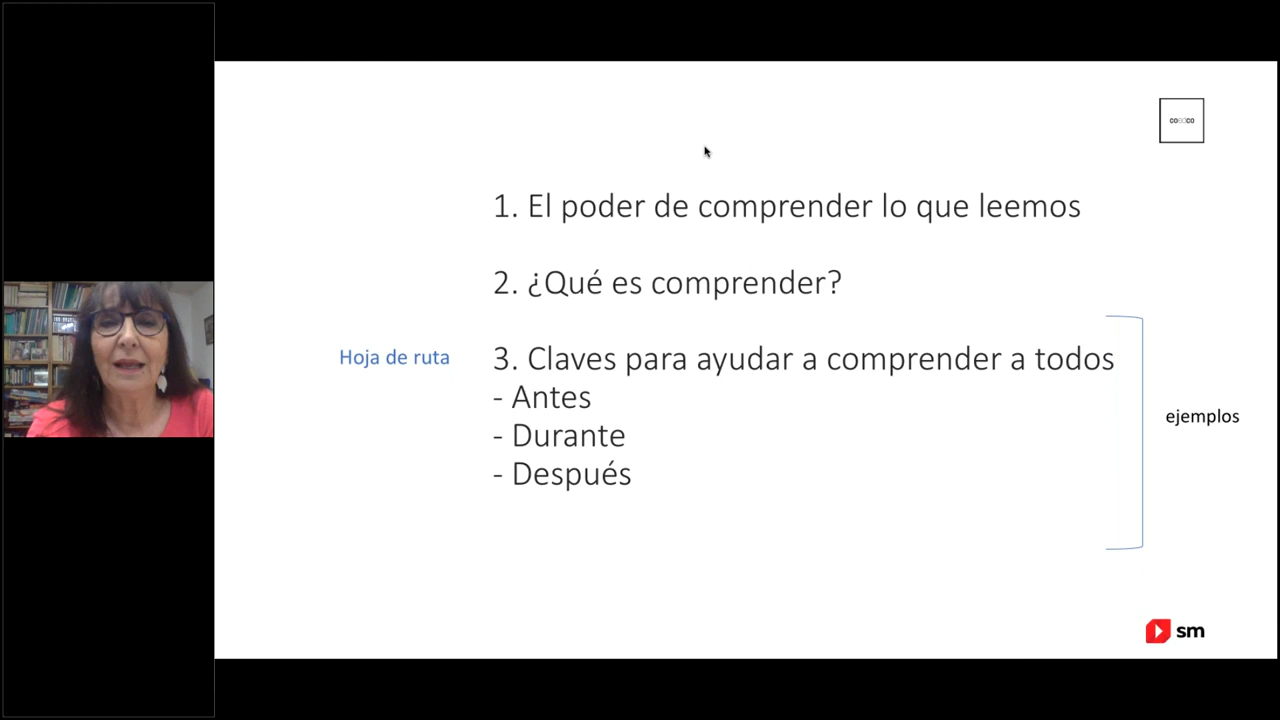 coedco
1. El poder de comprender lo que leemos
2. ¿Qué es comprender?
Hoja de ruta
3. Claves para ayudar a comprender a todos
- Antes
- Durante
- Después
ejemplos
sm